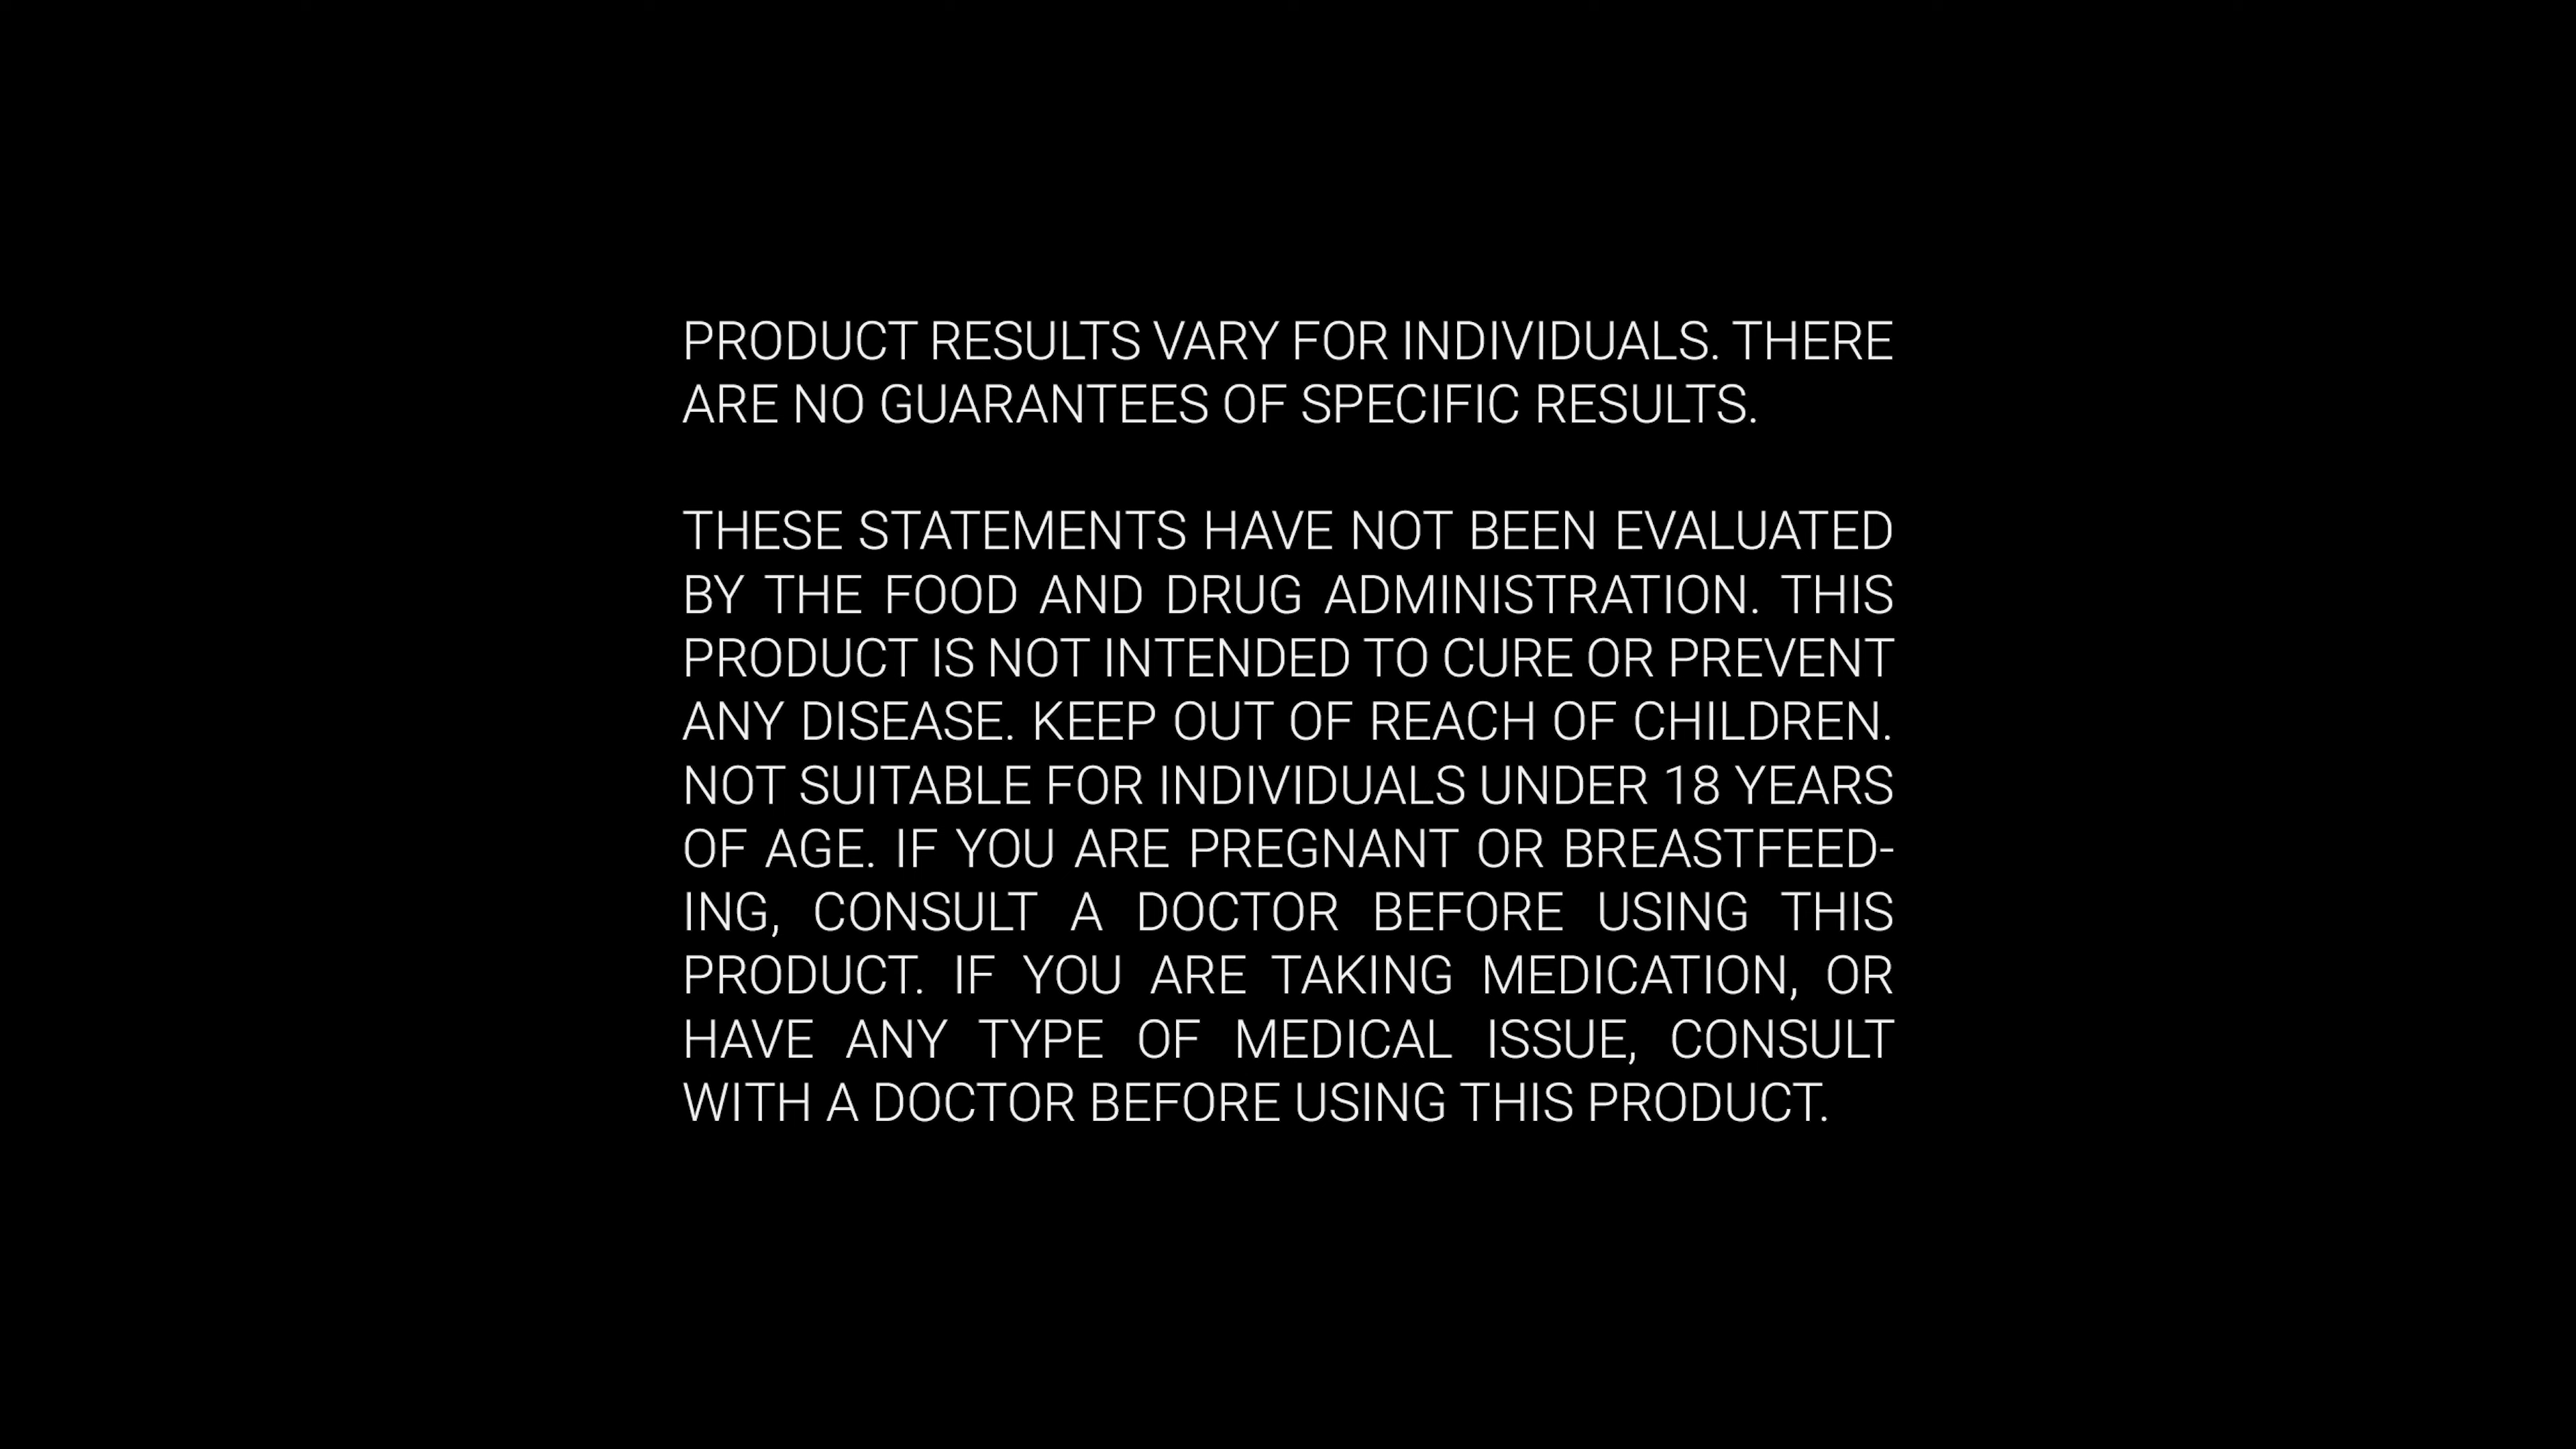 PRODUCT RESULTS VARY FOR INDIVIDUALS. THERE
ARE NO GUARANTEES OF SPECIFIC RESULTS.
THESE STATEMENTS HAVE NOT BEEN EVALUATED
BY THE FOOD AND DRUG ADMINISTRATION. THIS
PRODUCT IS NOT INTENDED TO CURE OR PREVENT
ANY DISEASE. KEEP OUT OF REACH OF CHILDREN.
NOT SUITABLE FOR INDIVIDUALS UNDER 18 YEARS
OF AGE. IF YOU ARE PREGNANT OR BREASTFEED-
ING, CONSULT A DOCTOR BEFORE USING THIS
PRODUCT. IF YOU ARE TAKING MEDICATION, OR
HAVE ANY TYPE OF MEDICAL ISSUE, CONSULT
WITH A DOCTOR BEFORE USING THIS PRODUCT.